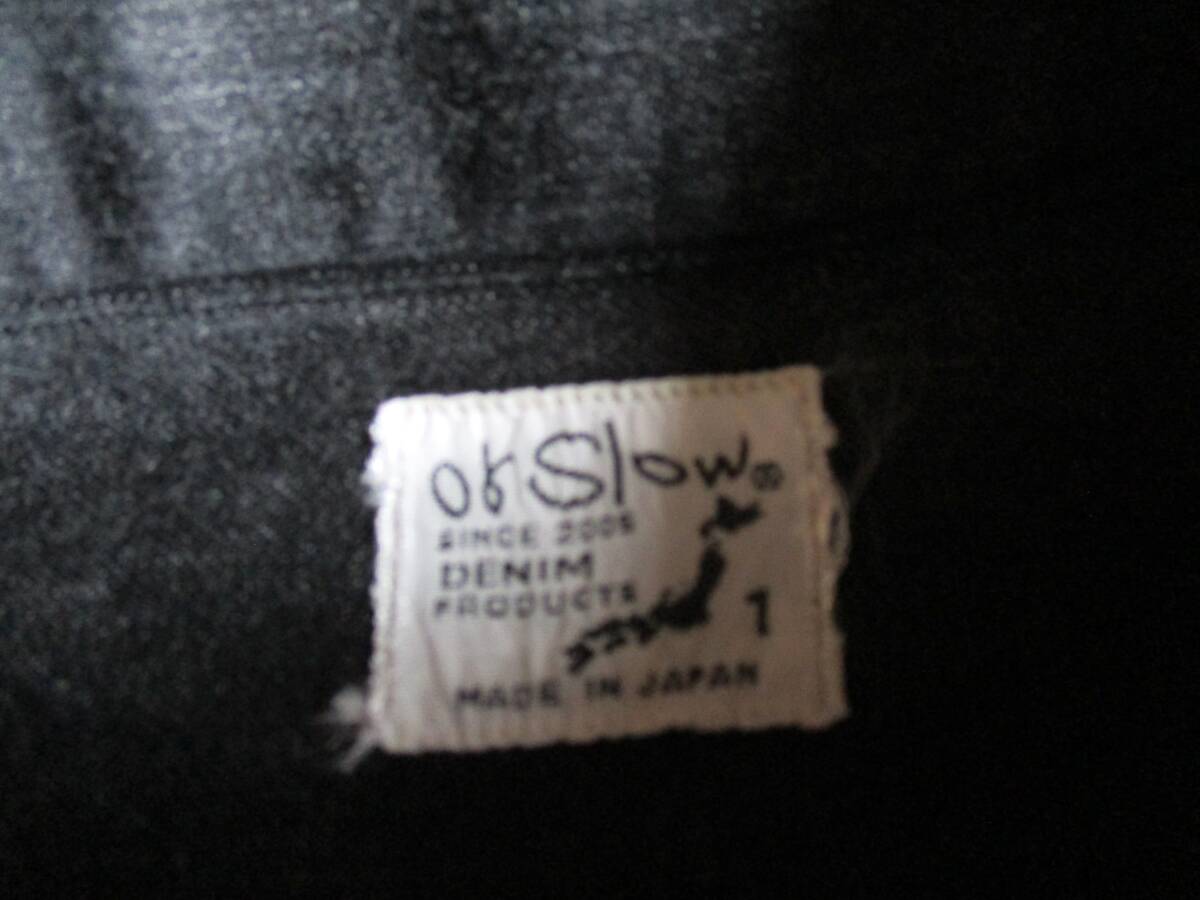 orSlow®
SINCE 2005
DENIM
PRODUCTS
1
MADE IN JAPAN